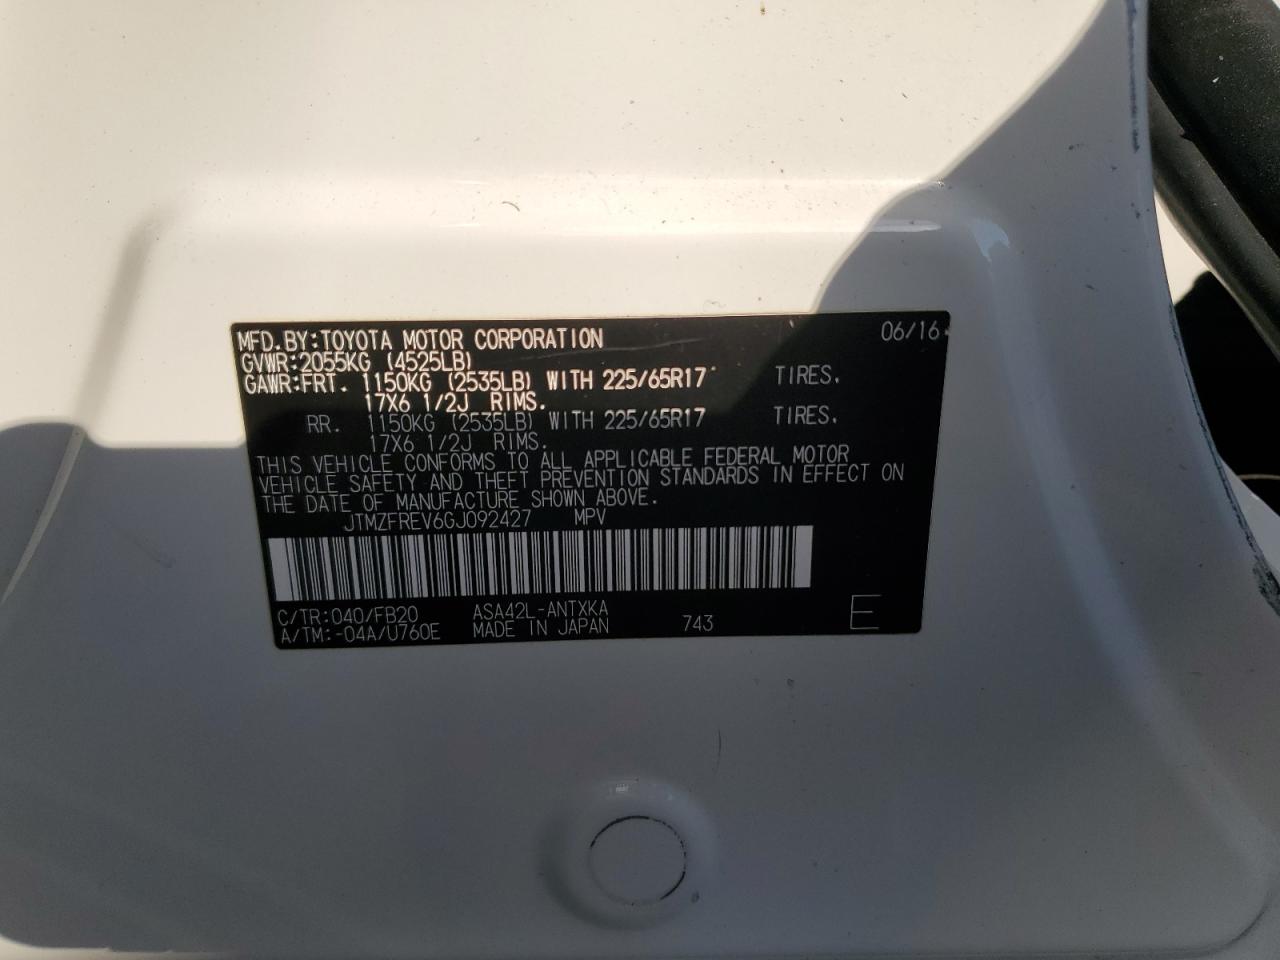 MFD.BY:TOYOTA MOTOR CORPORATION 06/16
GVWR:2055KG (4525LB)
GAWR:FRT. 1150KG (2535LB) WITH 225/65R17 TIRES.
17X6 1/2J RIMS.
RR. 1150KG (2535LB) WITH 225/65R17 TIRES.
17X6 1/2J RIMS.
THIS VEHICLE CONFORMS TO ALL APPLICABLE FEDERAL MOTOR
VEHICLE SAFETY AND THEFT PREVENTION STANDARDS IN EFFECT ON
THE DATE OF MANUFACTURE SHOWN ABOVE.
JTMZFREV6GJ092427 MPV
C/TR:040/FB20 ASA42L-ANTXKA
A/TM:-04A/U760E MADE IN JAPAN 743 E